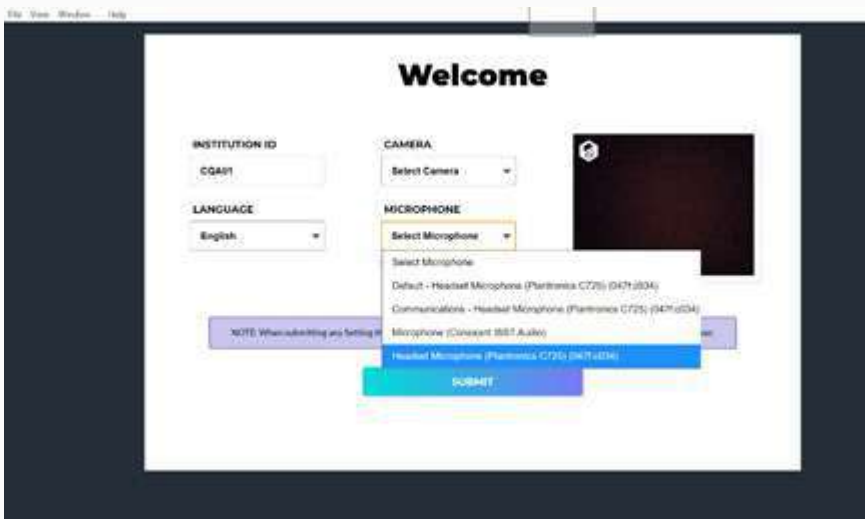 File View Window Help
Welcome
INSTITUTION ID
CQA01
LANGUAGE
English
CAMERA
Select Camera
MICROPHONE
Select Microphone
Select Microphone
Default - Headset Microphone (Plantronics C725) (047f:c034)
Communications - Headset Microphone (Plantronics C725) (047f:c034)
Microphone (Conexant ISST Audio)
Headset Microphone (Plantronics C725) (047f:c034)
NOTE: When submitting any Setting
SUBMIT